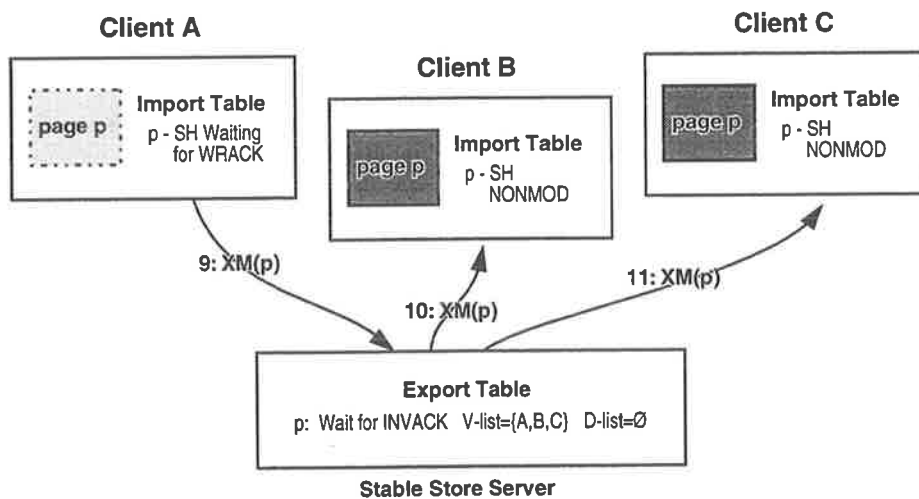 Client A
Client B
Client C
page p
Import Table
p - SH Waiting
for WRACK
page p
Import Table
p - SH
NONMOD
page p
Import Table
p - SH
NONMOD
9: XM(p)
10: XM(p)
11: XM(p)
Export Table
p: Wait for INVACK V-list={A,B,C} D-list=Ø
Stable Store Server